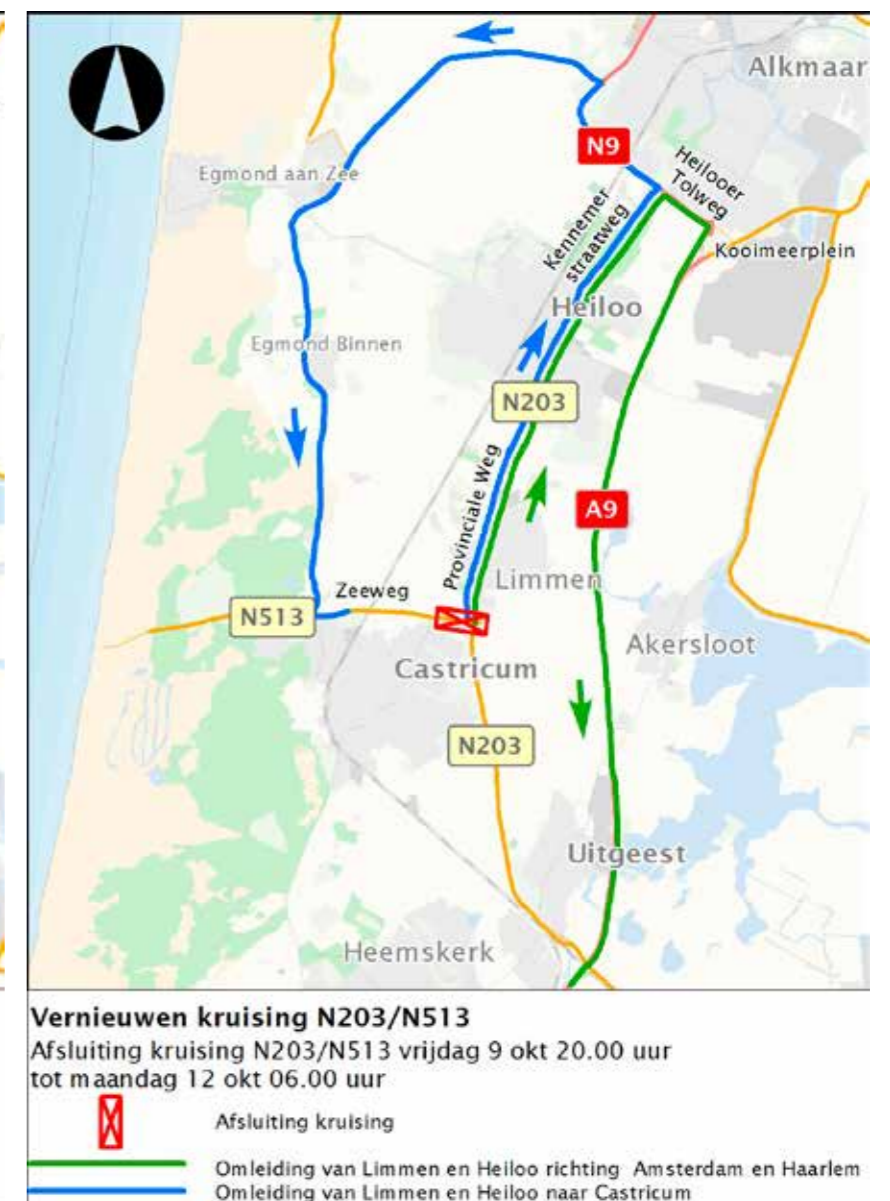 Alkmaar
N9
Heilooer
Tolweg
Egmond aan Zee
Kennemer
straatweg
Kooimeerplein
Heiloo
Egmond Binnen
N203
Provinciale Weg
A9
Limmen
Zeeweg
N513
Akersloot
Castricum
N203
Uitgeest
Heemskerk
Vernieuwen kruising N203/N513
Afsluiting kruising N203/N513 vrijdag 9 okt 20.00 uur
tot maandag 12 okt 06.00 uur
Afsluiting kruising
Omleiding van Limmen en Heiloo richting Amsterdam en Haarlem
Omleiding van Limmen en Heiloo naar Castricum